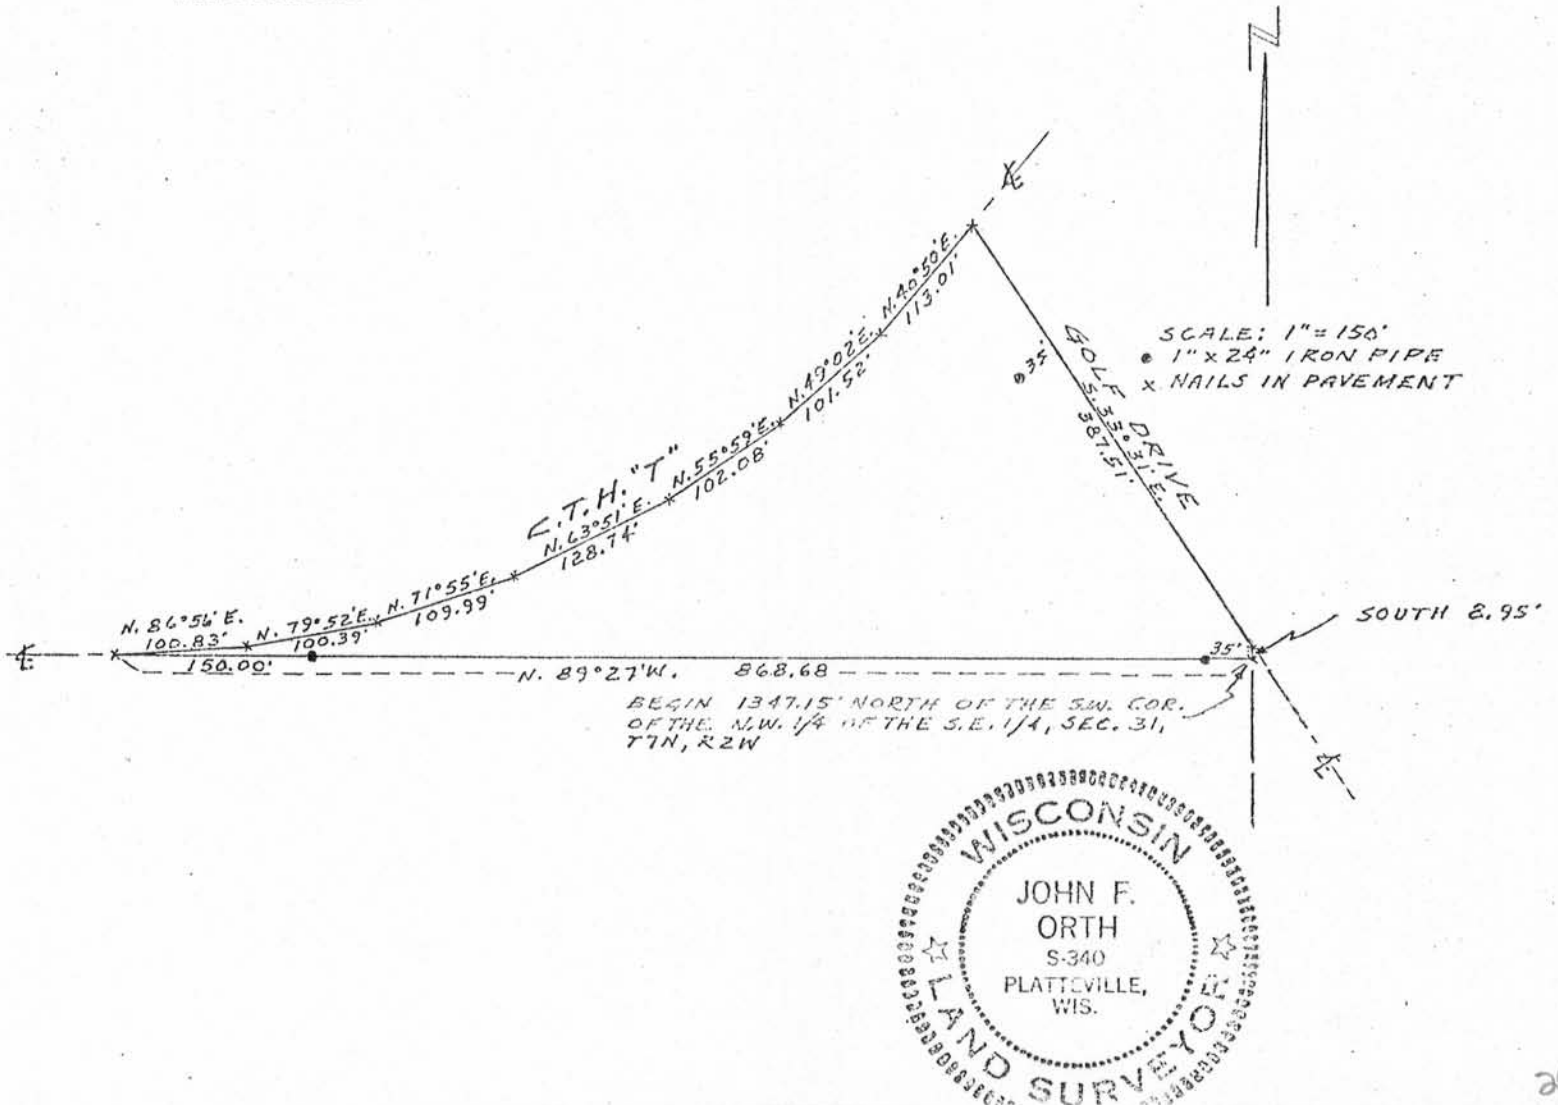 N
SCALE: 1" = 150'
● 1" x 24" IRON PIPE
x NAILS IN PAVEMENT
N. 40°50'E.
113.01'
N. 49°02'E.
101.52'
N. 55°59'E.
102.08'
C.T.H. "T"
N. 63°51'E.
128.74'
N. 71°55'E.
109.99'
N. 79°52'E.
100.39'
N. 86°56'E.
100.83'
150.00'
35'
GOLF DRIVE
S. 33°31'E.
387.51'
35'
SOUTH 8.95'
N. 89°27'W. 868.68
BEGIN 1347.15' NORTH OF THE S.W. COR.
OF THE N.W. 1/4 OF THE S.E. 1/4, SEC. 31,
T7N, R2W
WISCONSIN
JOHN F.
ORTH
S-340
PLATTEVILLE,
WIS.
LAND SURVEYOR